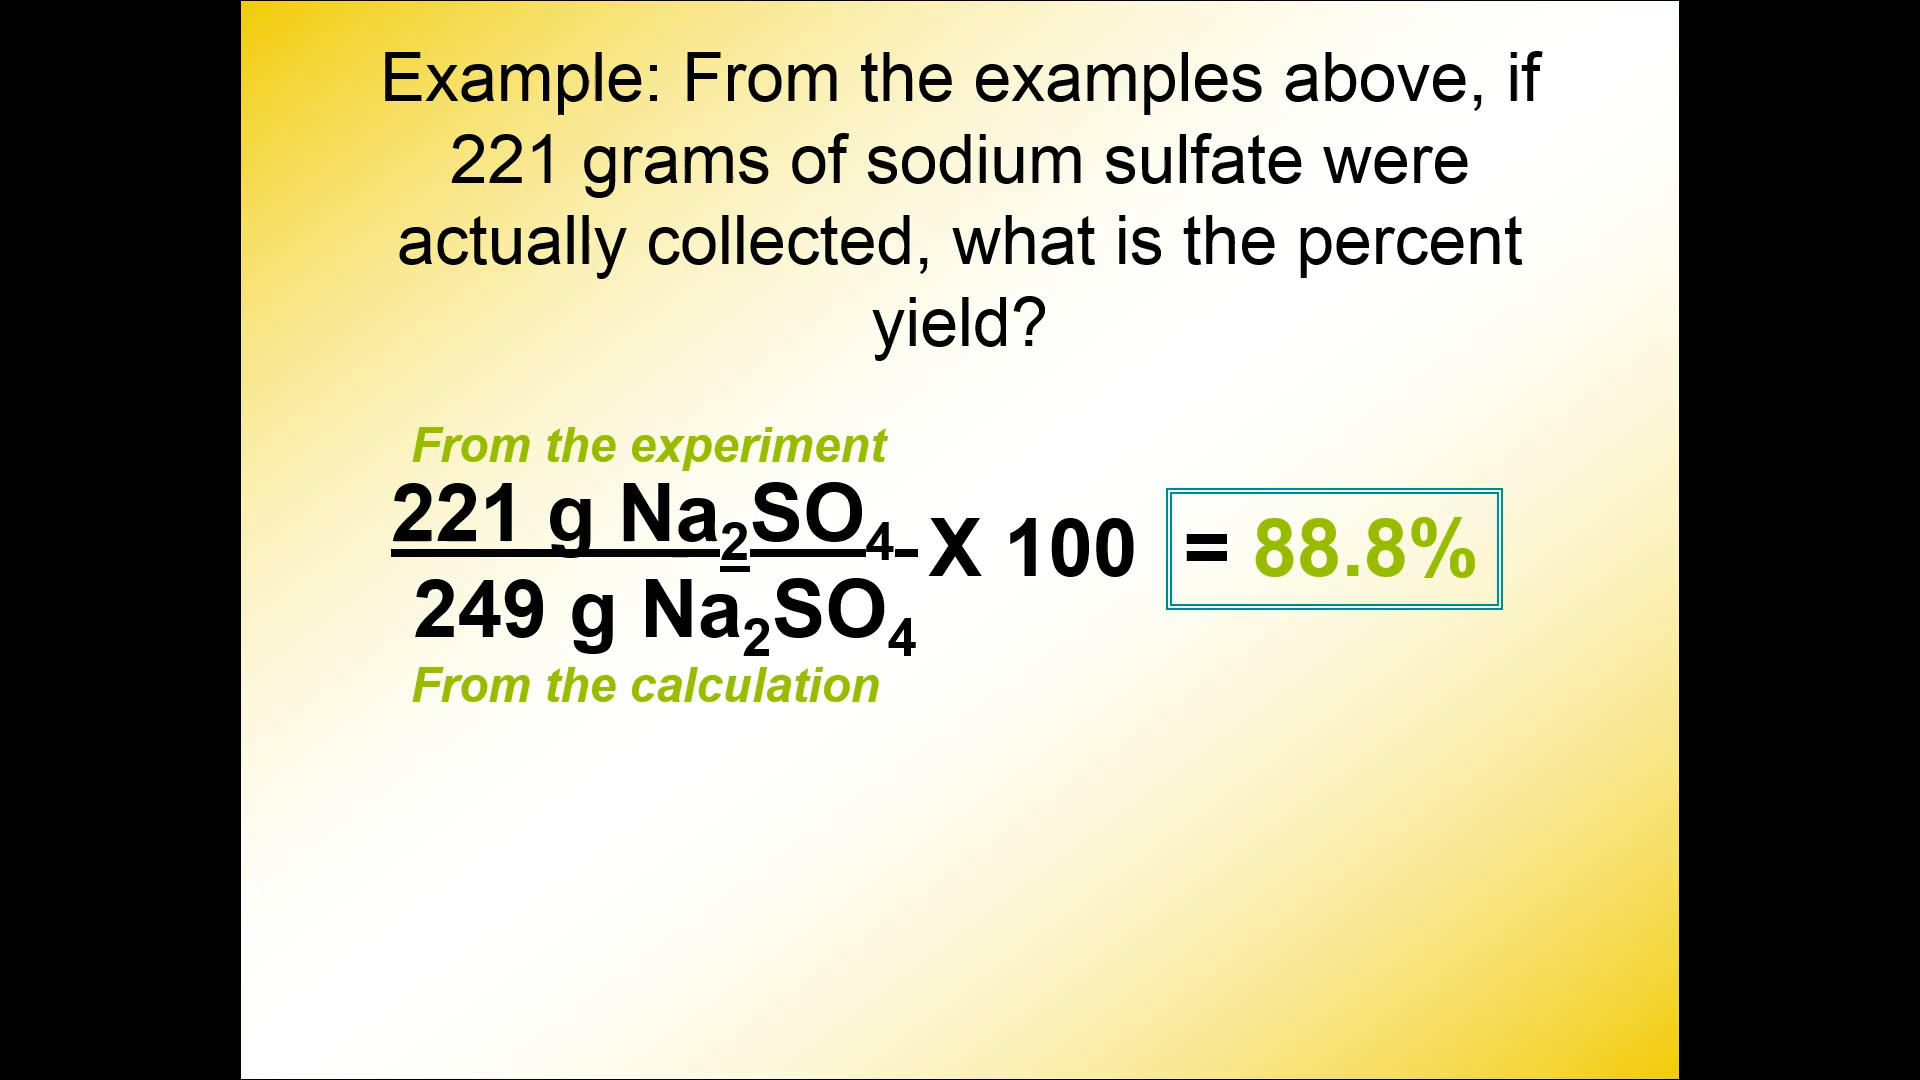 Example: From the examples above, if
221 grams of sodium sulfate were
actually collected, what is the percent
yield?
From the experiment
221 g Na₂SO₄ X 100 = 88.8%
249 g Na₂SO₄
From the calculation